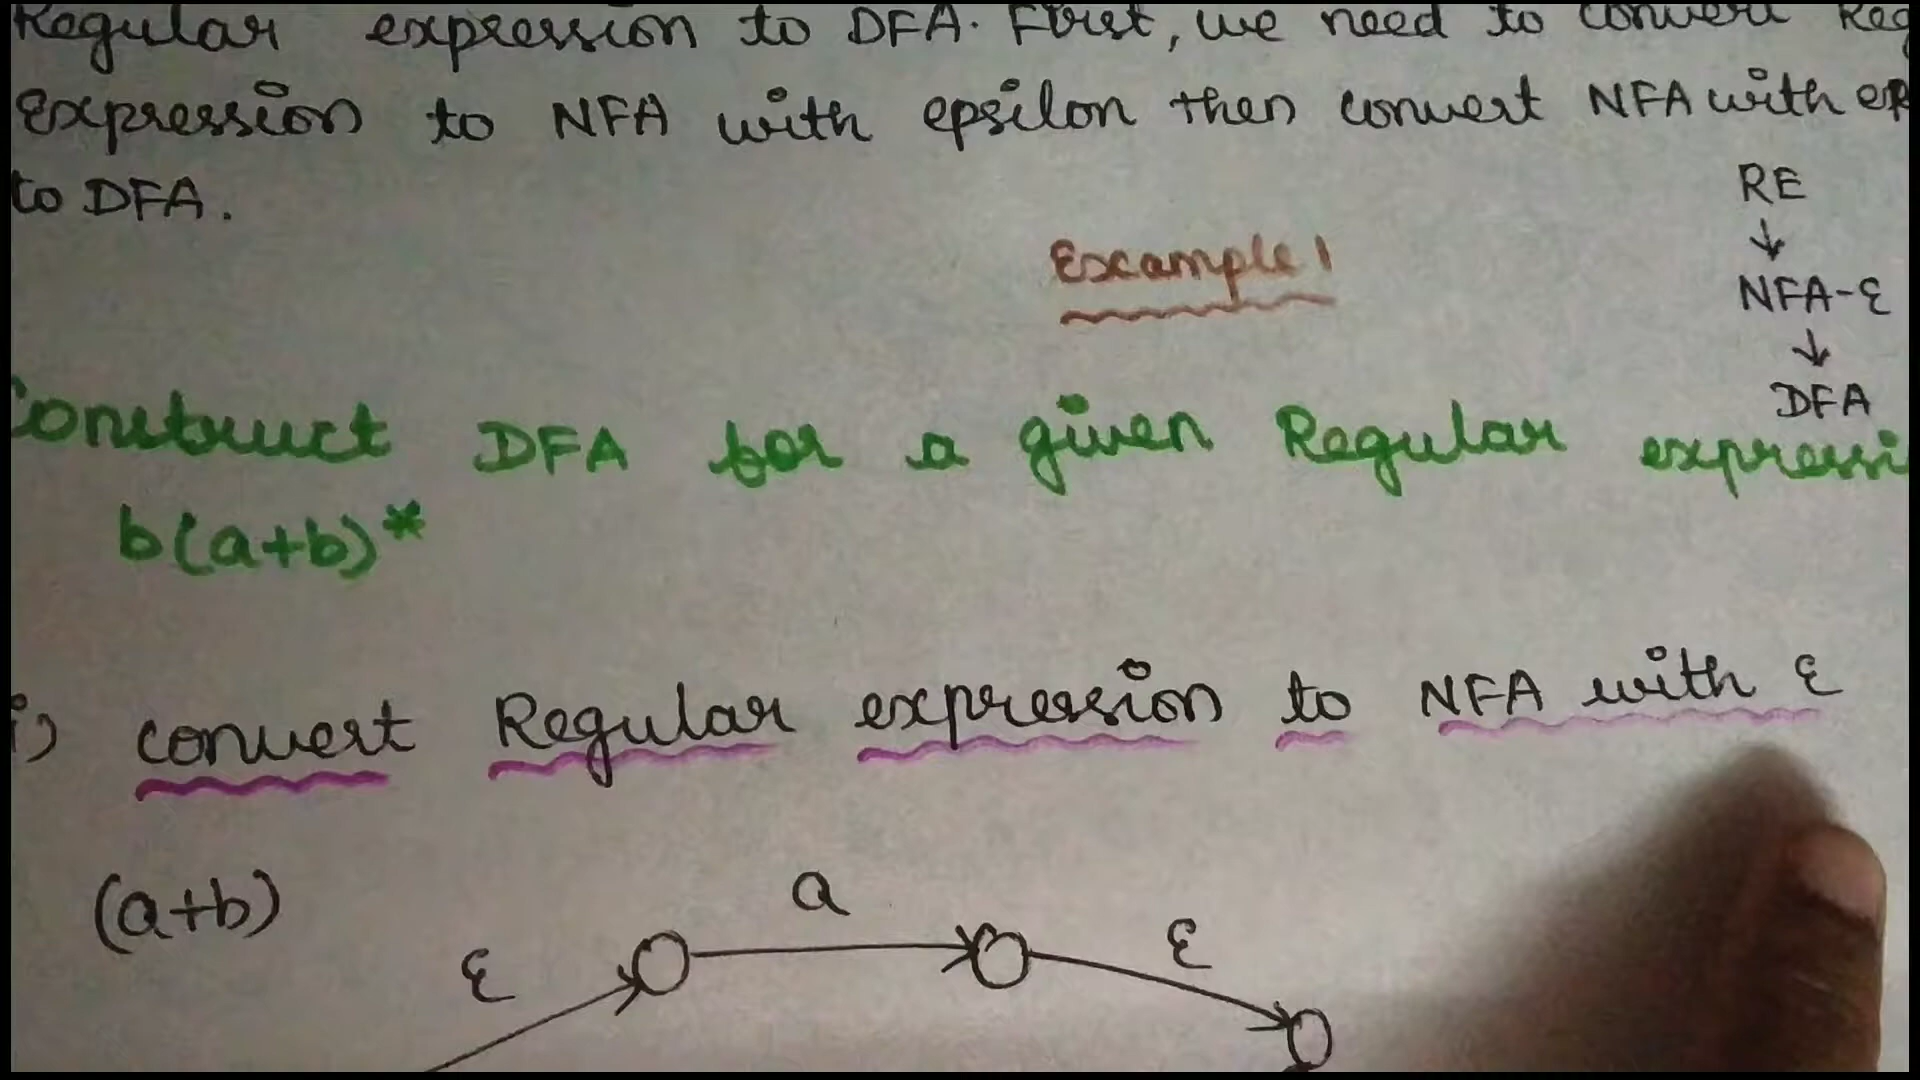 Regular expression to DFA. First, we need to convert Reg
Expression to NFA with epsilon then convert NFA with ep
to DFA.
RE
↓
NFA-ε
↓
DFA
Example 1
Construct DFA for a given Regular expressi
b(a+b)*
i) convert Regular expression to NFA with ε
(a+b)
a
ε
ε